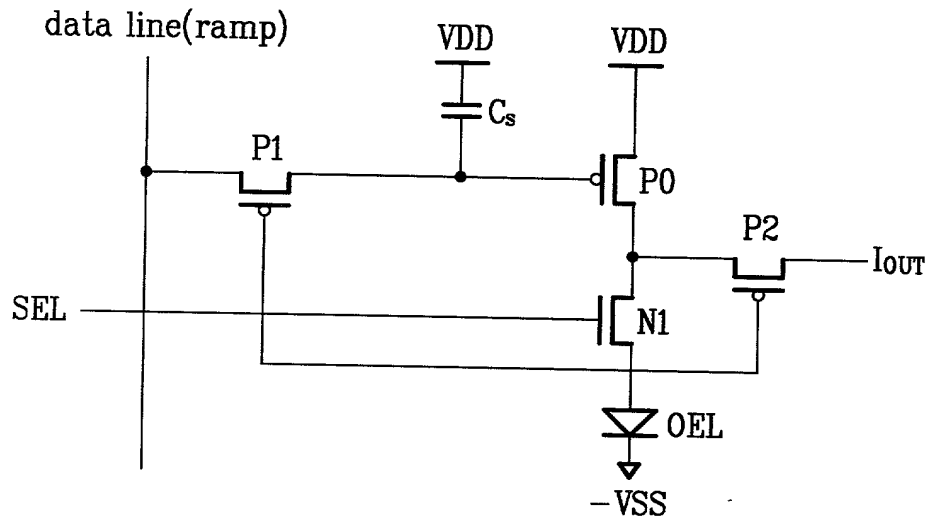 data line(ramp)
VDD
VDD
Cs
P1
P0
P2
IOUT
SEL
N1
OEL
-VSS